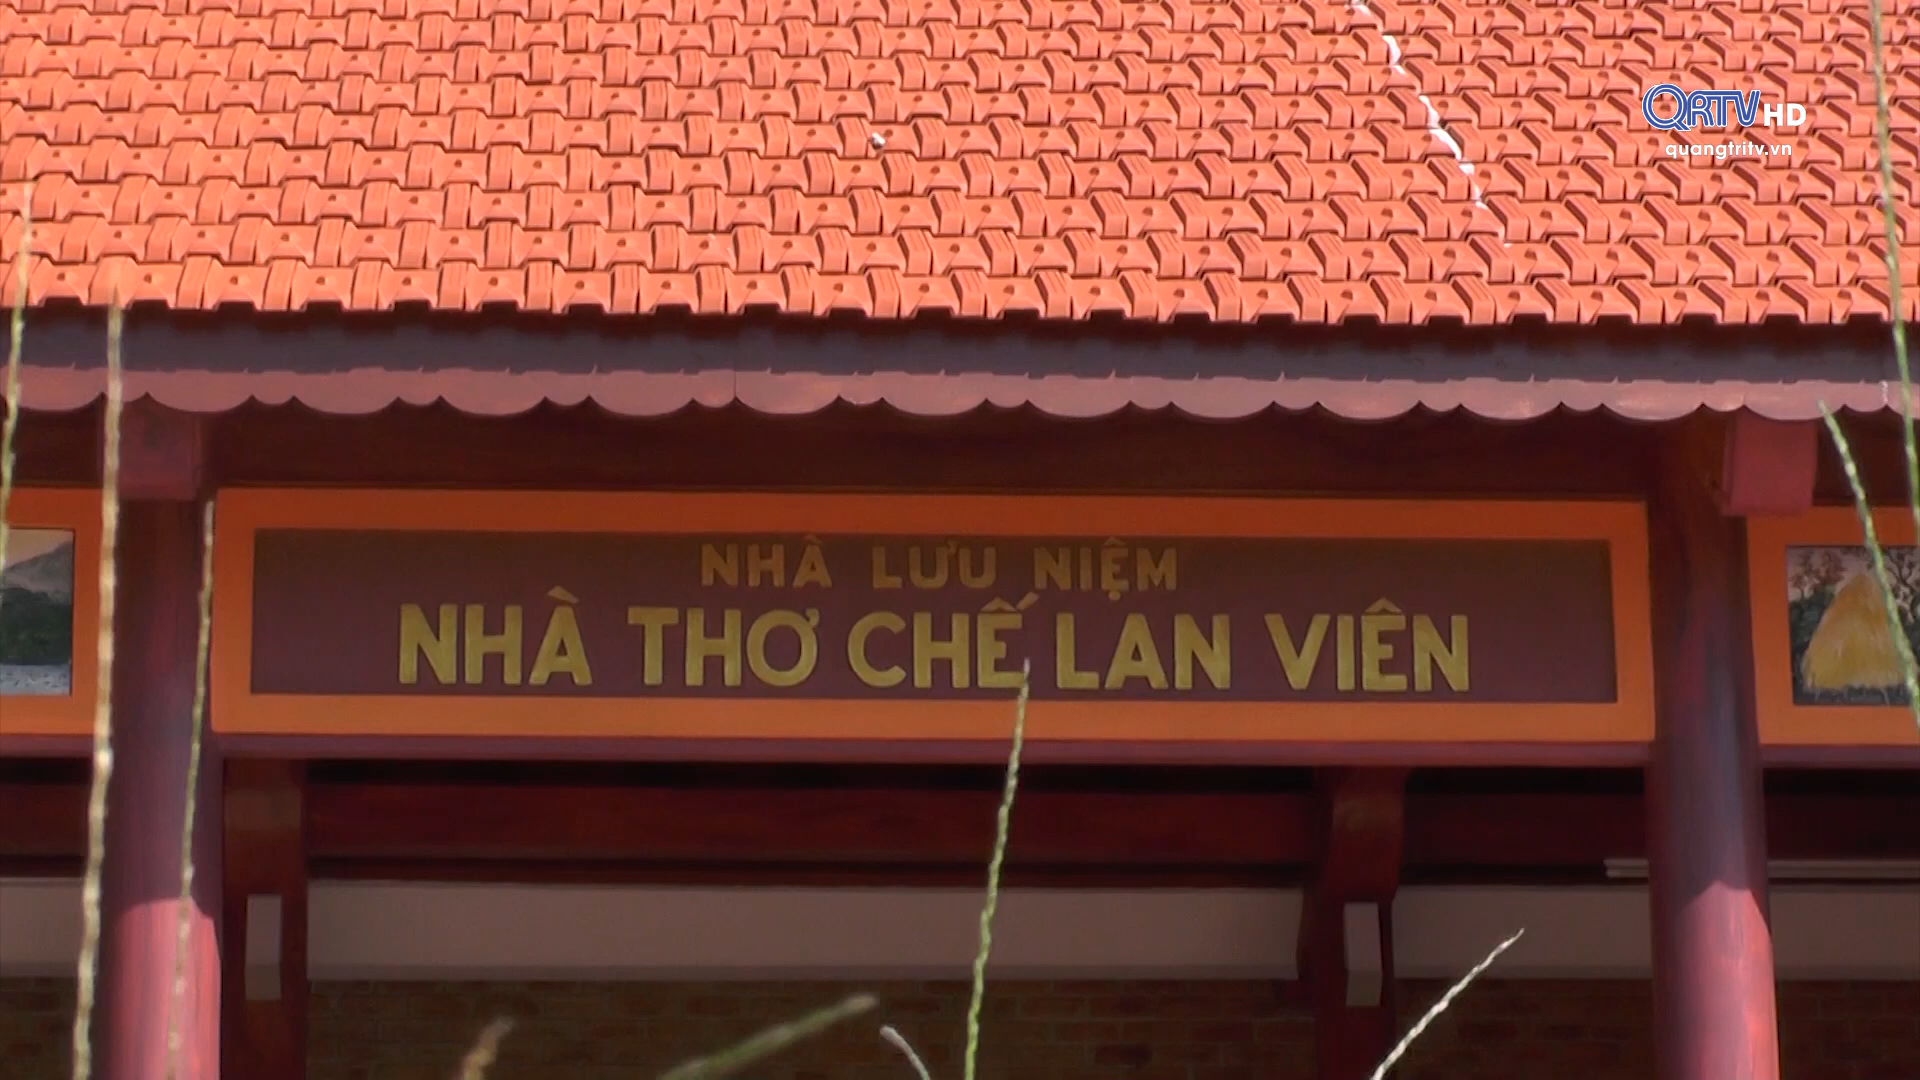 QRTV HD
quangtritv.vn
NHÀ LƯU NIỆM
NHÀ THƠ CHẾ LAN VIÊN